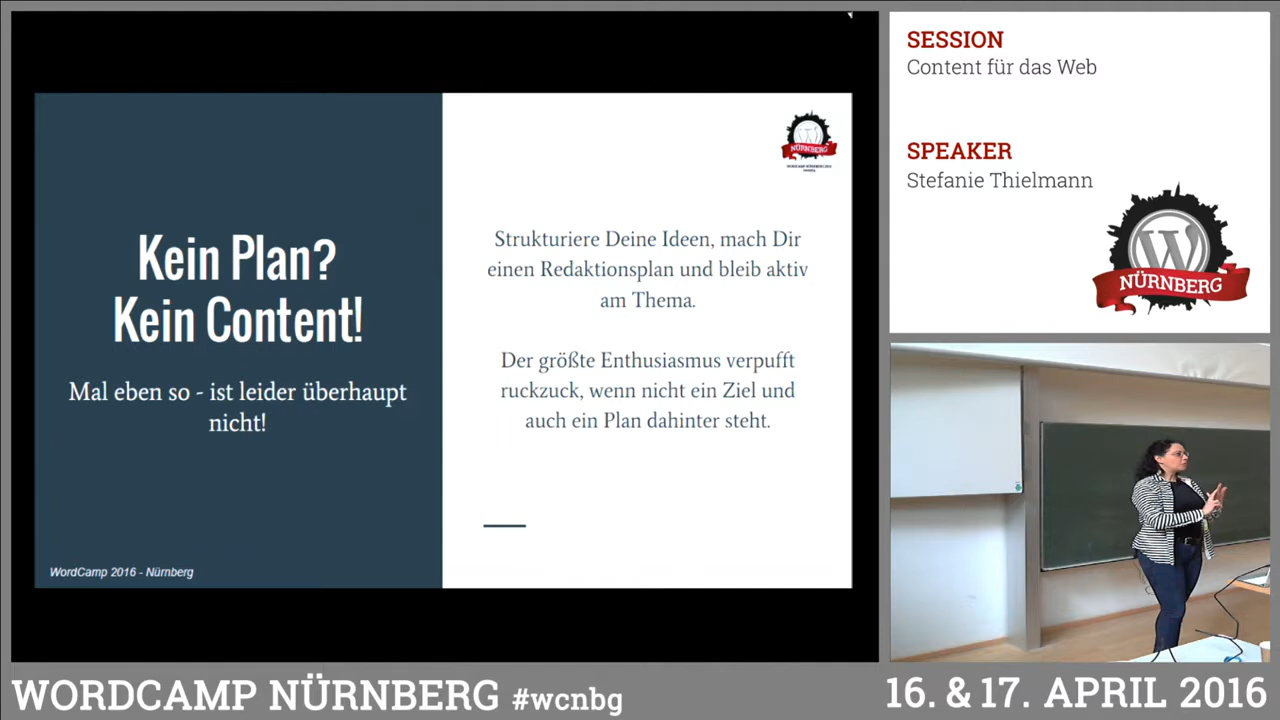 Kein Plan?
Kein Content!
Mal eben so - ist leider überhaupt
nicht!
WordCamp 2016 - Nürnberg
NÜRNBERG
WORDCAMP NÜRNBERG 2016
Strukturiere Deine Ideen, mach Dir
einen Redaktionsplan und bleib aktiv
am Thema.
Der größte Enthusiasmus verpufft
ruckzuck, wenn nicht ein Ziel und
auch ein Plan dahinter steht.
SESSION
Content für das Web
SPEAKER
Stefanie Thielmann
W
NÜRNBERG
WORDCAMP NÜRNBERG #wcnbg
16. & 17. APRIL 2016